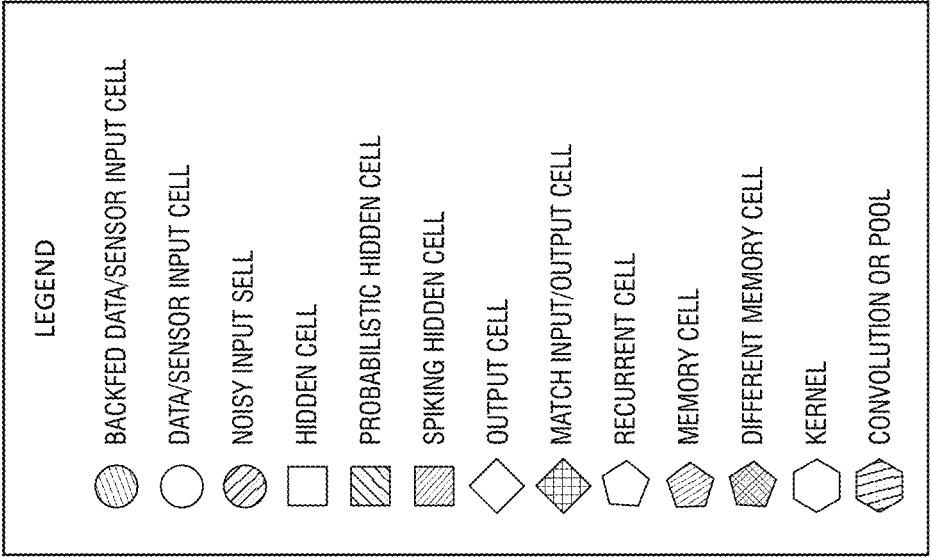 LEGEND
BACKFED DATA/SENSOR INPUT CELL
DATA/SENSOR INPUT CELL
NOISY INPUT SELL
HIDDEN CELL
PROBABILISTIC HIDDEN CELL
SPIKING HIDDEN CELL
OUTPUT CELL
MATCH INPUT/OUTPUT CELL
RECURRENT CELL
MEMORY CELL
DIFFERENT MEMORY CELL
KERNEL
CONVOLUTION OR POOL